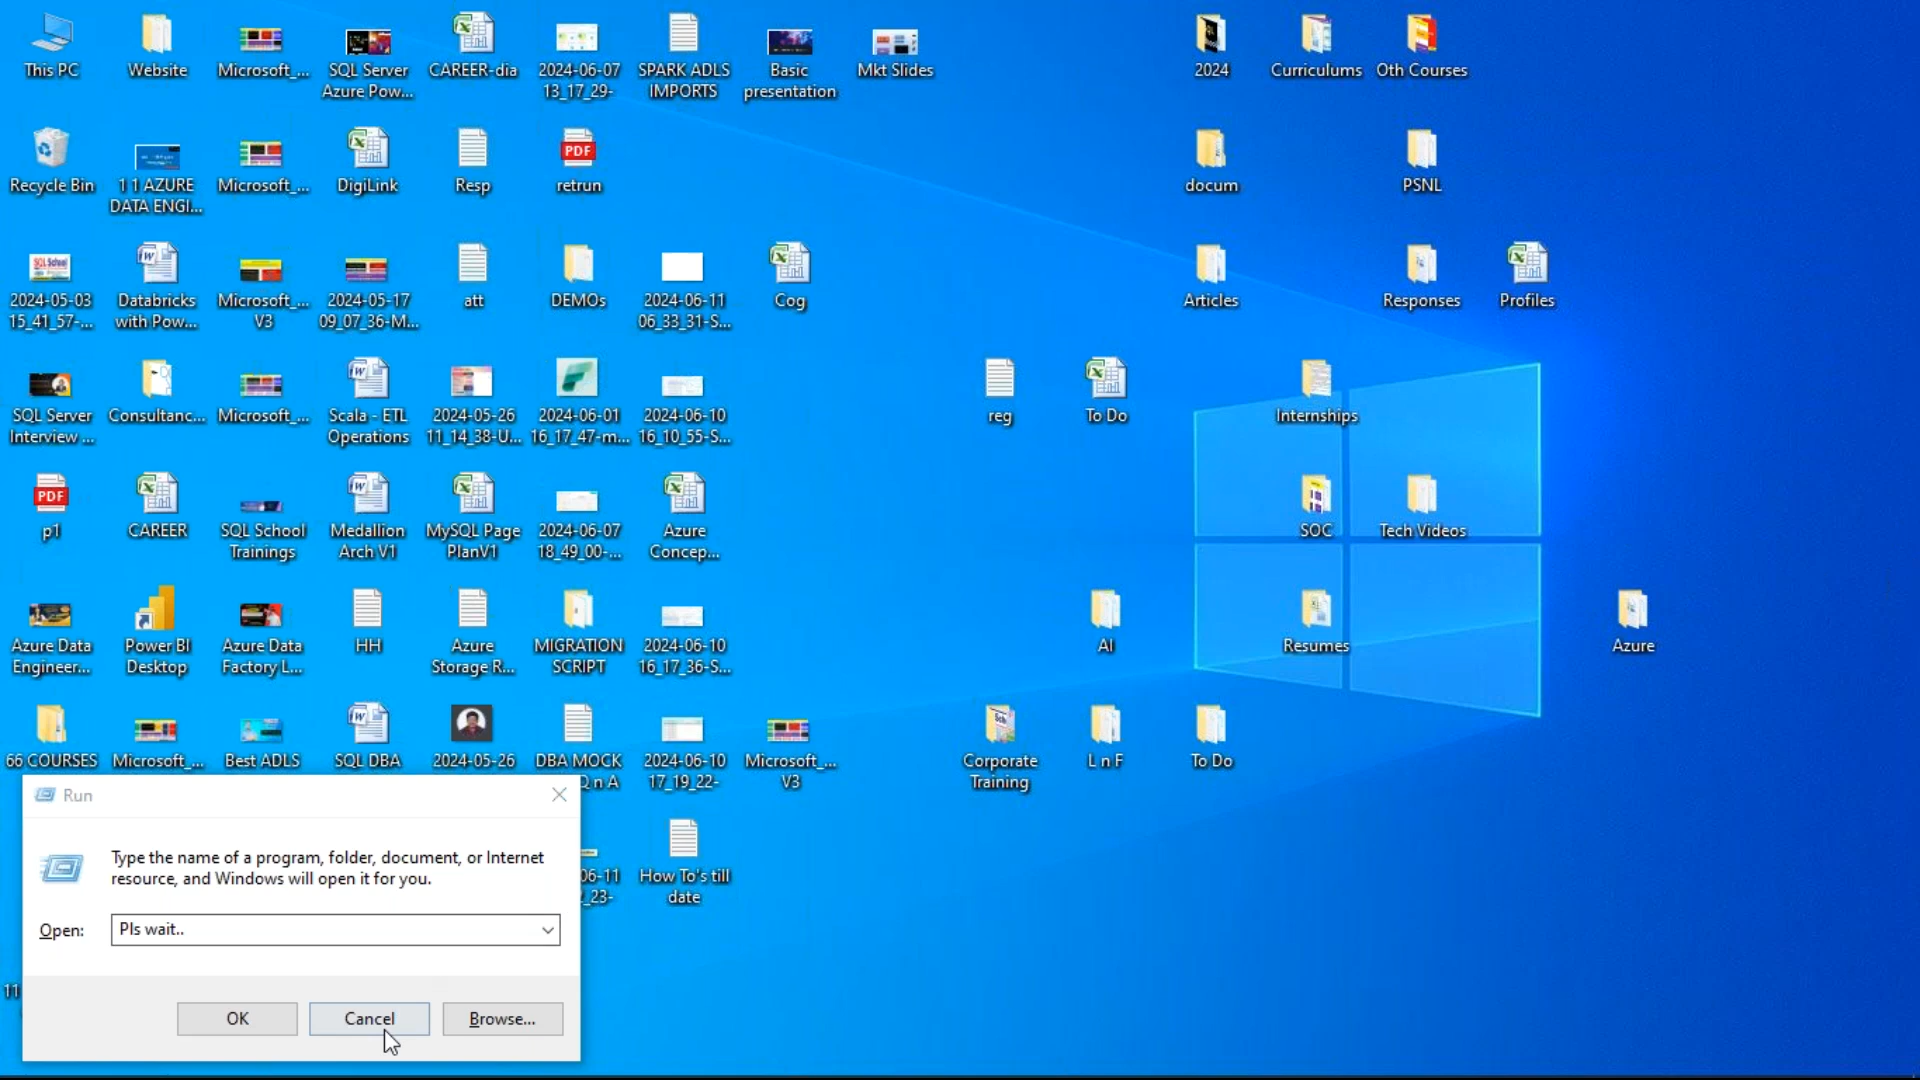 This PC
Website
Microsoft_...
SQL Server
Azure Pow...
CAREER-dia
2024-06-07
13_17_29-
SPARK ADLS
IMPORTS
Basic
presentation
Mkt Slides
2024
Curriculums
Oth Courses
Recycle Bin
1 1 AZURE
DATA ENGI...
Microsoft_...
DigiLink
Resp
PDF
retrun
docum
PSNL
SQL School
2024-05-03
15_41_57-...
Databricks
with Pow...
Microsoft_...
V3
2024-05-17
09_07_36-M...
att
DEMOs
2024-06-11
06_33_31-S...
Cog
Articles
Responses
Profiles
SQL Server
Interview ...
Consultanc...
Microsoft_...
Scala - ETL
Operations
2024-05-26
11_14_38-U...
2024-06-01
16_17_47-m...
2024-06-10
16_10_55-S...
reg
To Do
Internships
PDF
p1
CAREER
SQL School
Trainings
Medallion
Arch V1
MySQL Page
PlanV1
2024-06-07
18_49_00-...
Azure
Concep...
SOC
Tech Videos
Azure Data
Engineer...
Power BI
Desktop
Azure Data
Factory L...
HH
Azure
Storage R...
MIGRATION
SCRIPT
2024-06-10
16_17_36-S...
AI
Resumes
Azure
66 COURSES
Microsoft_...
Best ADLS
SQL DBA
2024-05-26
DBA MOCK
Q n A
2024-06-10
17_19_22-
Microsoft_...
V3
Corporate
Training
L n F
To Do
06-11
_23-
How To's till
date
11
Run
Type the name of a program, folder, document, or Internet
resource, and Windows will open it for you.
Open:
Pls wait..
OK
Cancel
Browse...